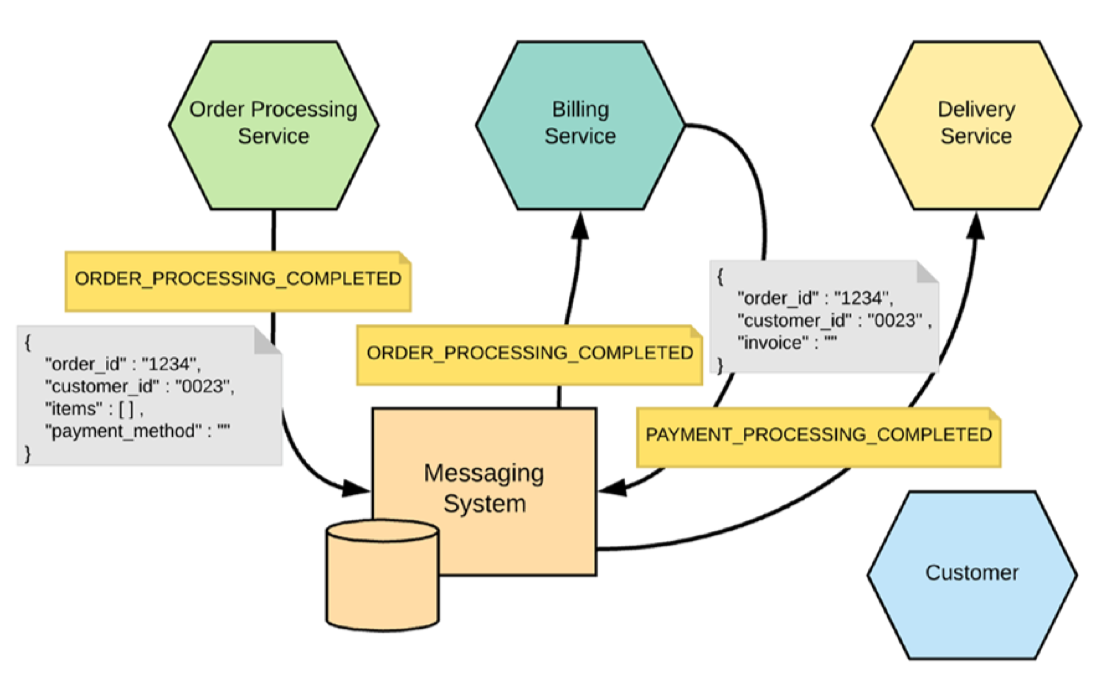 Order Processing
Service
Billing
Service
Delivery
Service
ORDER_PROCESSING_COMPLETED
{
"order_id" : "1234",
"customer_id" : "0023",
"items" : [ ] ,
"payment_method" : ""
}
ORDER_PROCESSING_COMPLETED
{
"order_id" : "1234",
"customer_id" : "0023" ,
"invoice" : ""
}
PAYMENT_PROCESSING_COMPLETED
Messaging
System
Customer